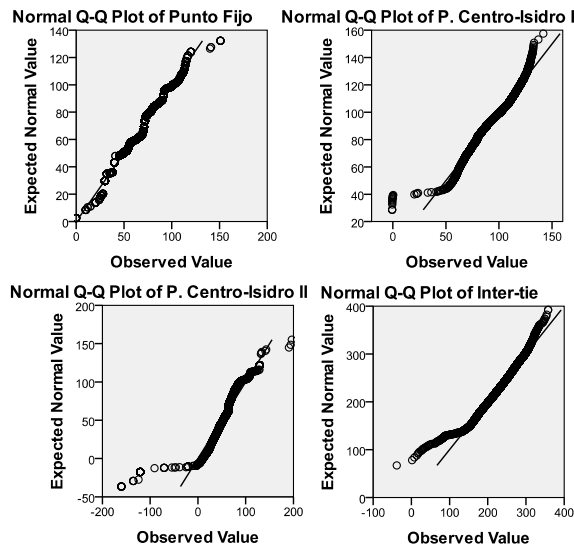 Normal Q-Q Plot of Punto Fijo
Expected Normal Value
140
120
100
80
60
40
20
0
0 50 100 150 200
Observed Value
Normal Q-Q Plot of P. Centro-Isidro I
Expected Normal Value
160
140
120
100
80
60
40
20
0 50 100 150
Observed Value
Normal Q-Q Plot of P. Centro-Isidro II
Expected Normal Value
200
150
100
50
0
-50
-200 -100 0 100 200
Observed Value
Normal Q-Q Plot of Inter-tie
Expected Normal Value
400
300
200
100
0
-100 0 100 200 300 400
Observed Value